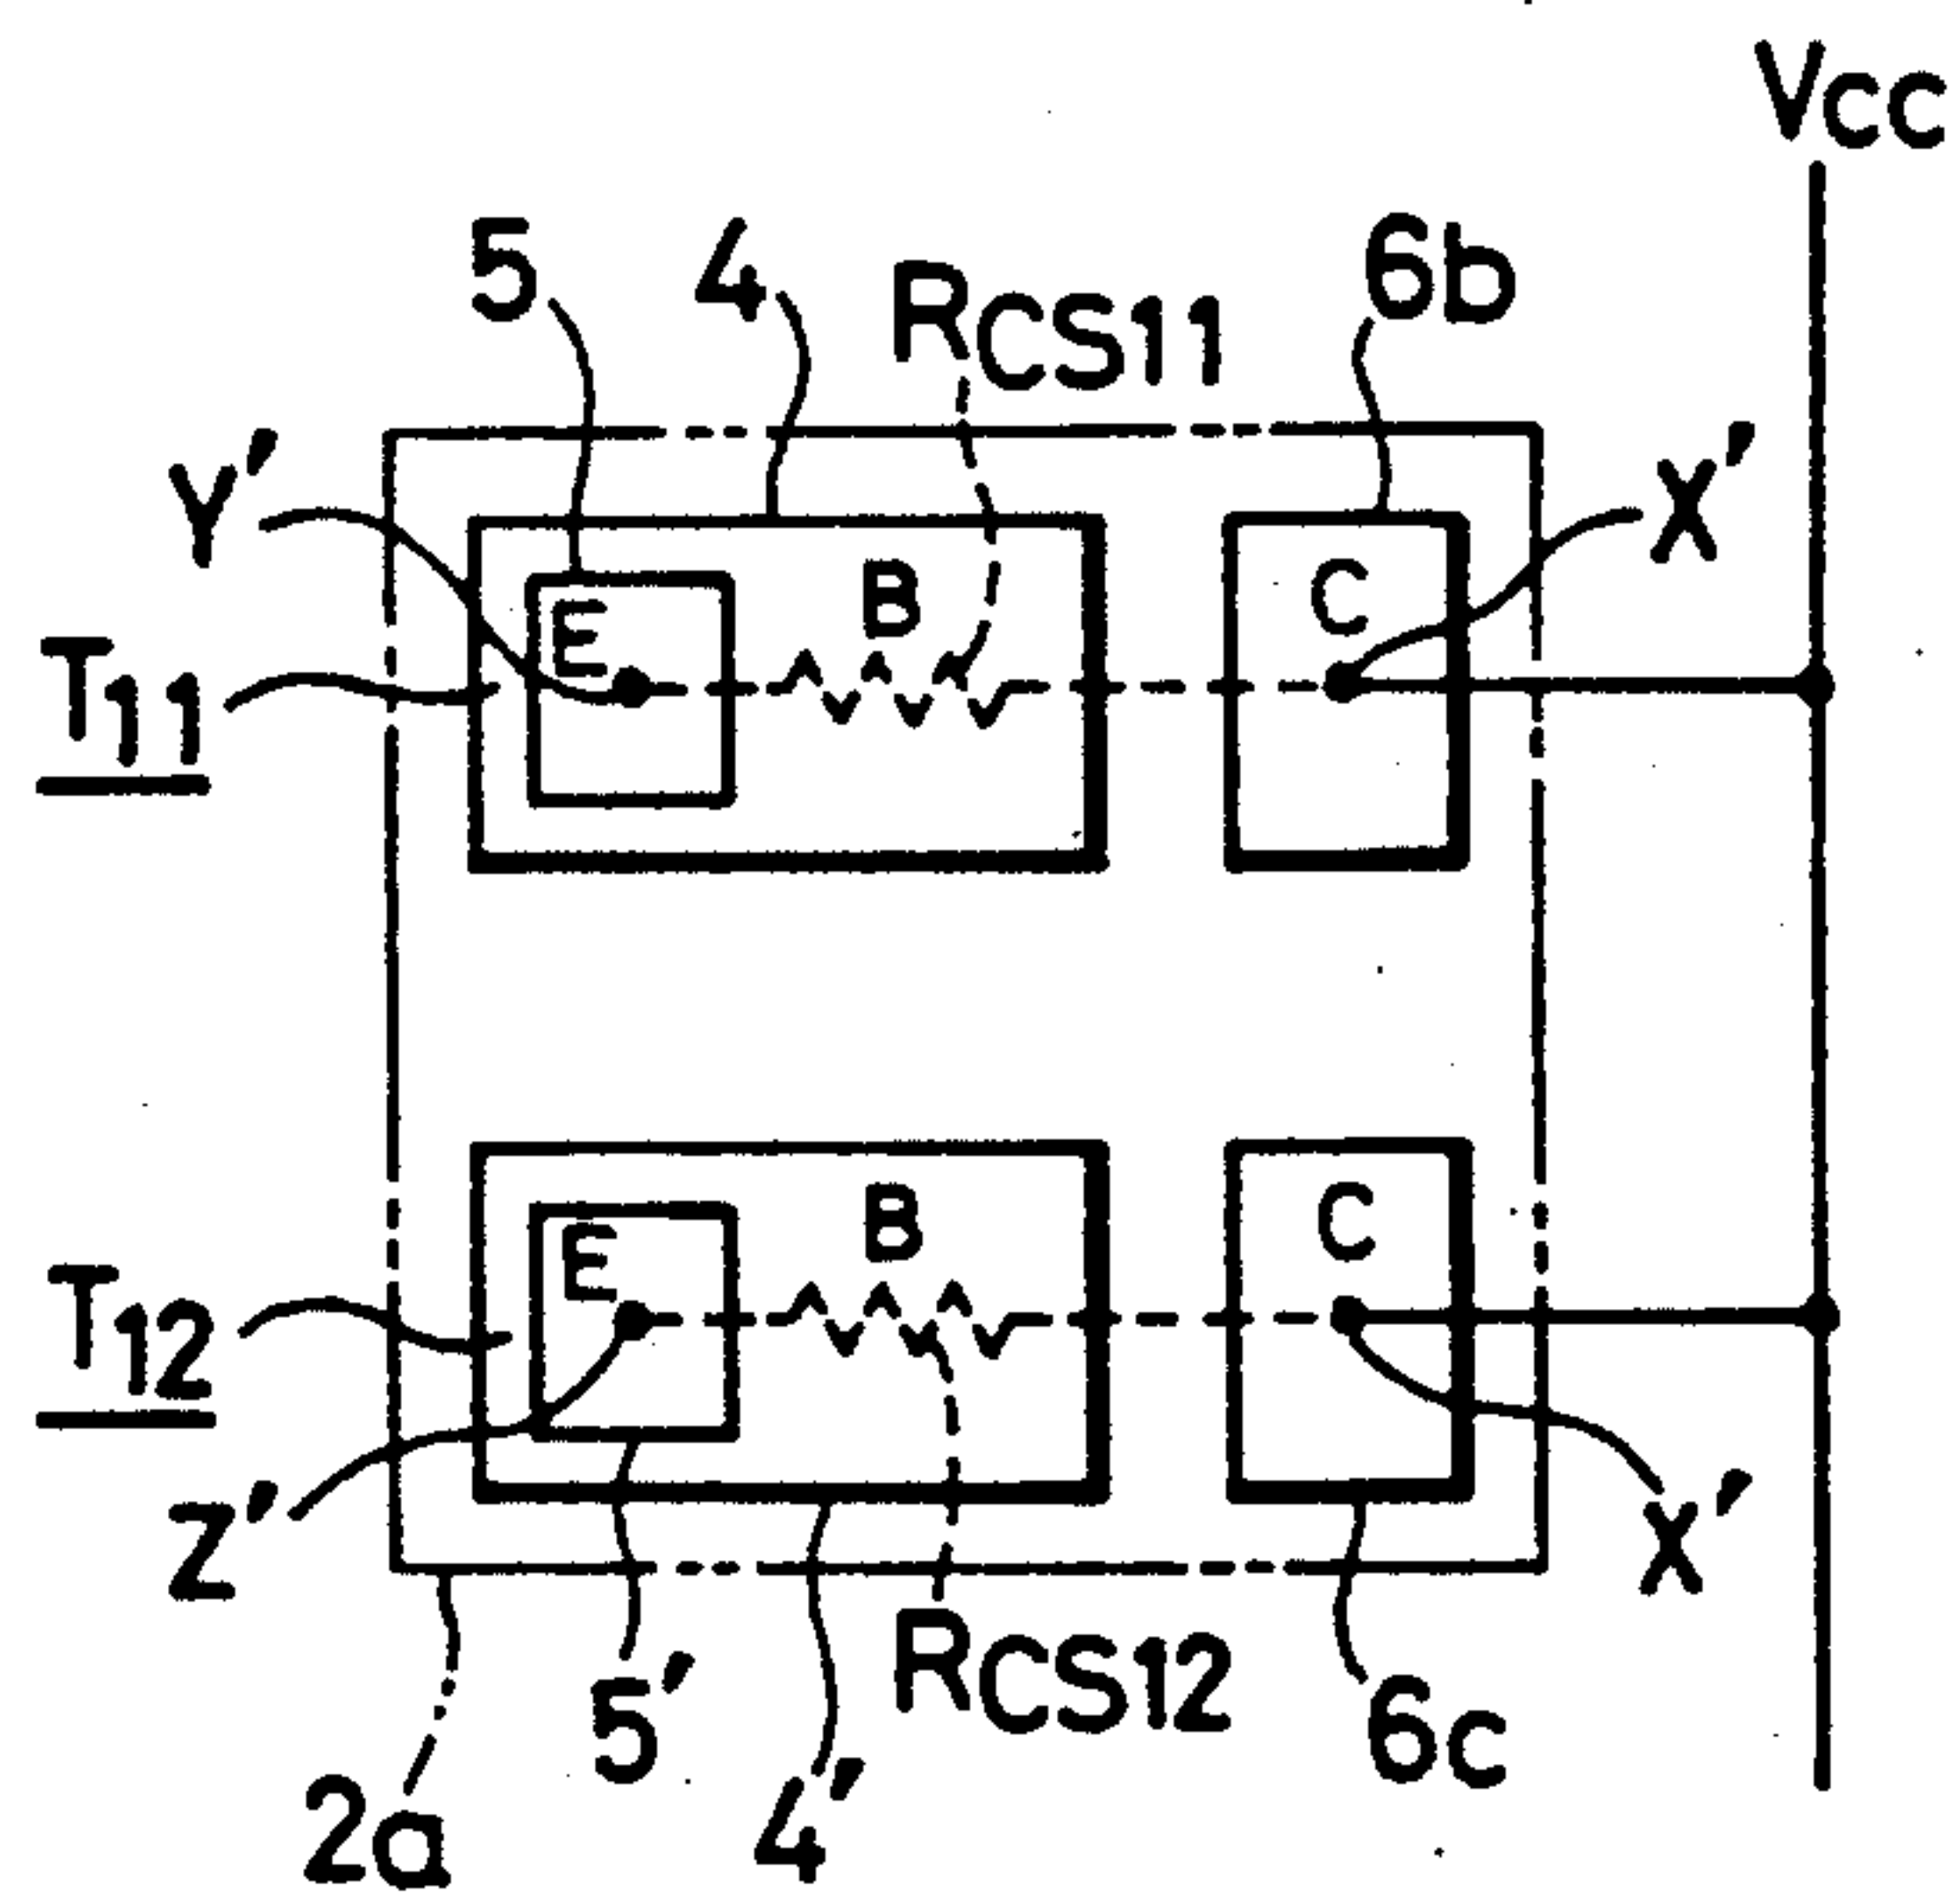 Vcc
5 4 RCS11 6b
Y' X'
B C
E
T11
B C
E
T12
Z' X'
5' RCS12 6c
2a 4'